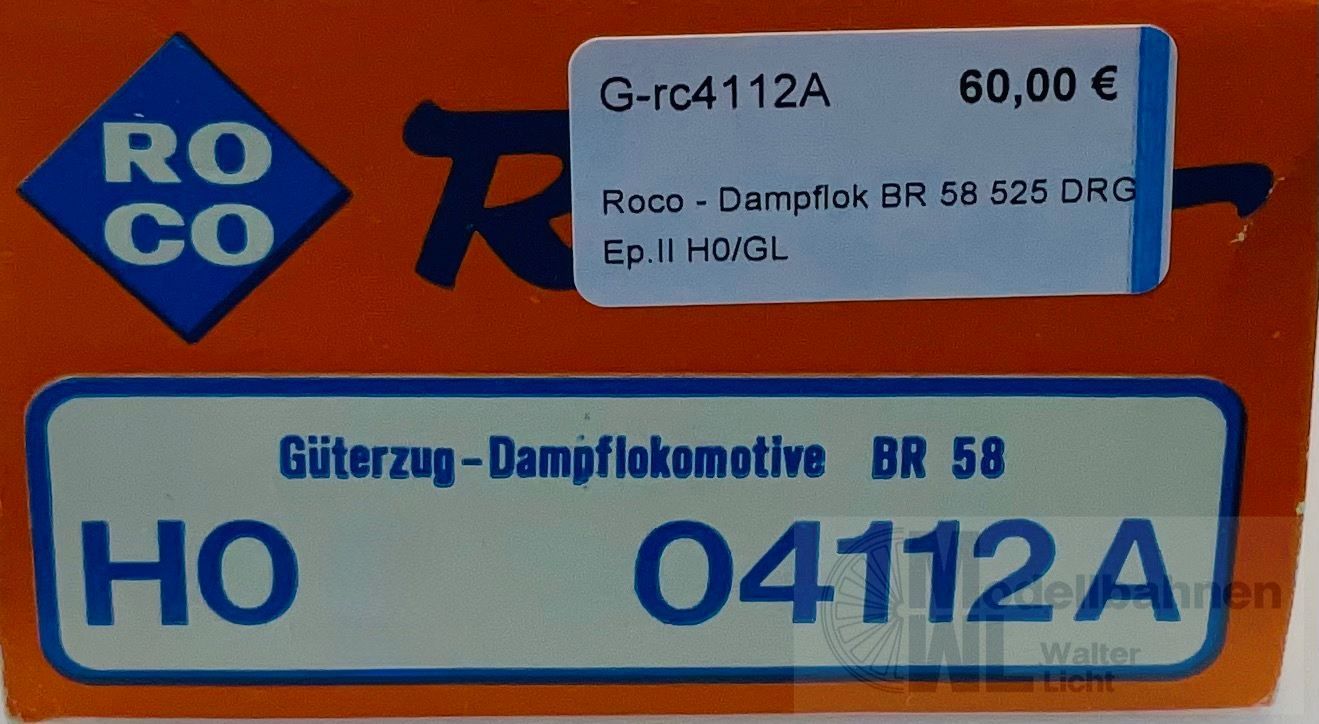 RO
CO
R
G-rc4112A 60,00 €
Roco - Dampflok BR 58 525 DRG
Ep.II H0/GL
Güterzug-Dampflokomotive BR 58
HO 04112A
Modellbahnen
WL Walter
Licht